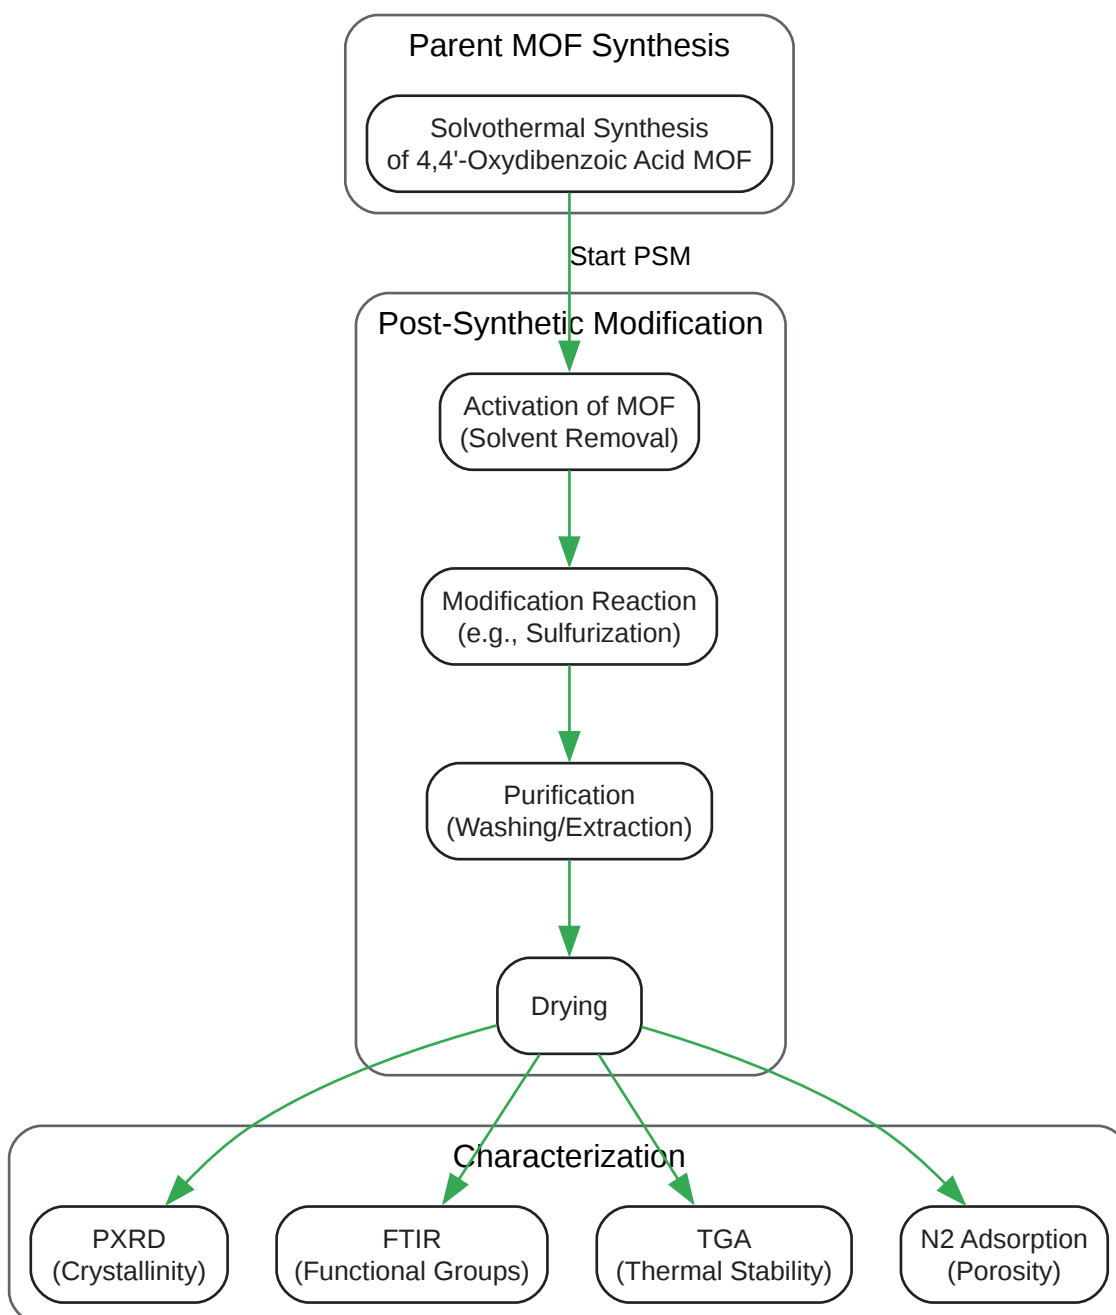 Parent MOF Synthesis
Solvothermal Synthesis
of 4,4'-Oxydibenzoic Acid MOF
Start PSM
Post-Synthetic Modification
Activation of MOF
(Solvent Removal)
Modification Reaction
(e.g., Sulfurization)
Purification
(Washing/Extraction)
Drying
Characterization
PXRD
(Crystallinity)
FTIR
(Functional Groups)
TGA
(Thermal Stability)
N2 Adsorption
(Porosity)